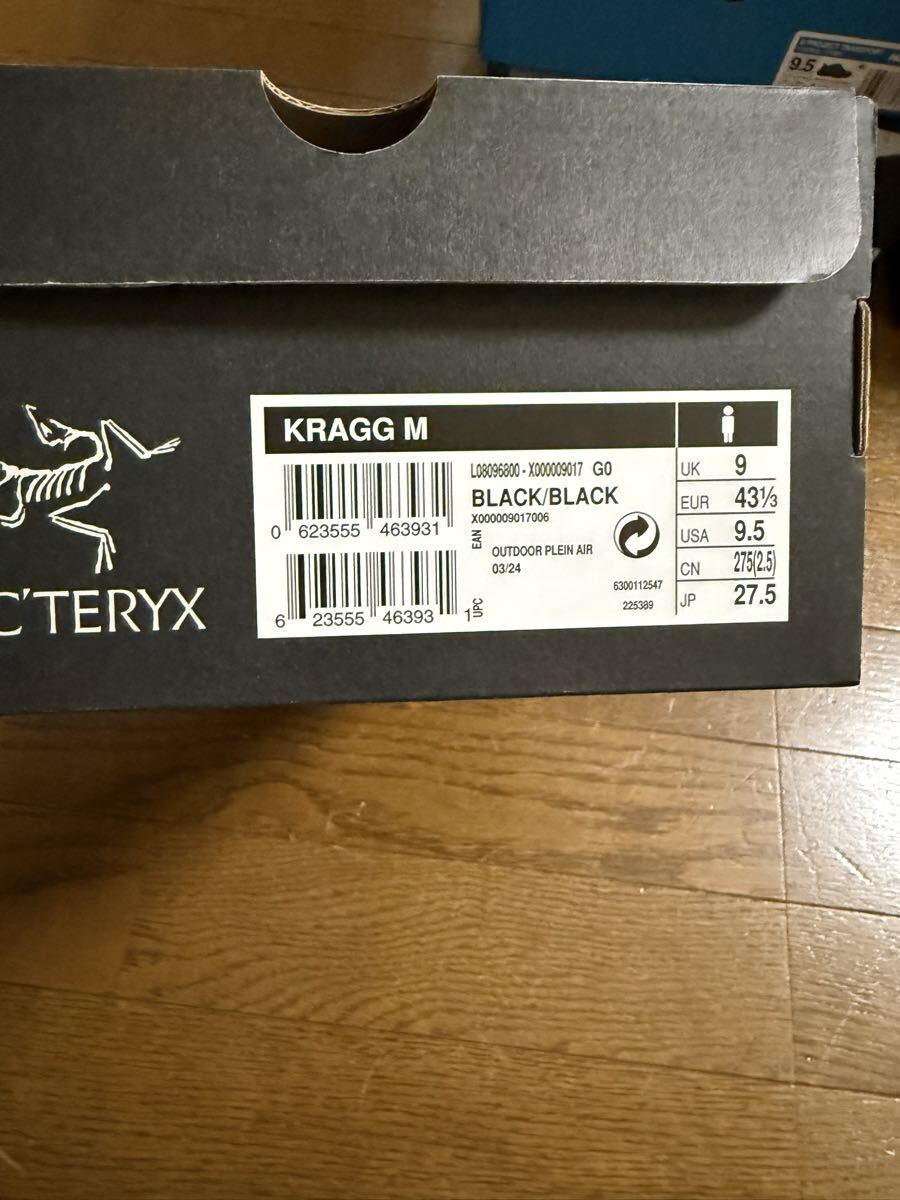 9.5
KRAGG M
L08096800 - X000009017 G0
BLACK/BLACK
X000009017006
0 623555 463931
EAN
OUTDOOR PLEIN AIR
03/24
6300112547
225389
6 23555 46393 1
UPC
UK 9
EUR 43⅓
USA 9.5
CN 275(2.5)
JP 27.5
C'TERYX